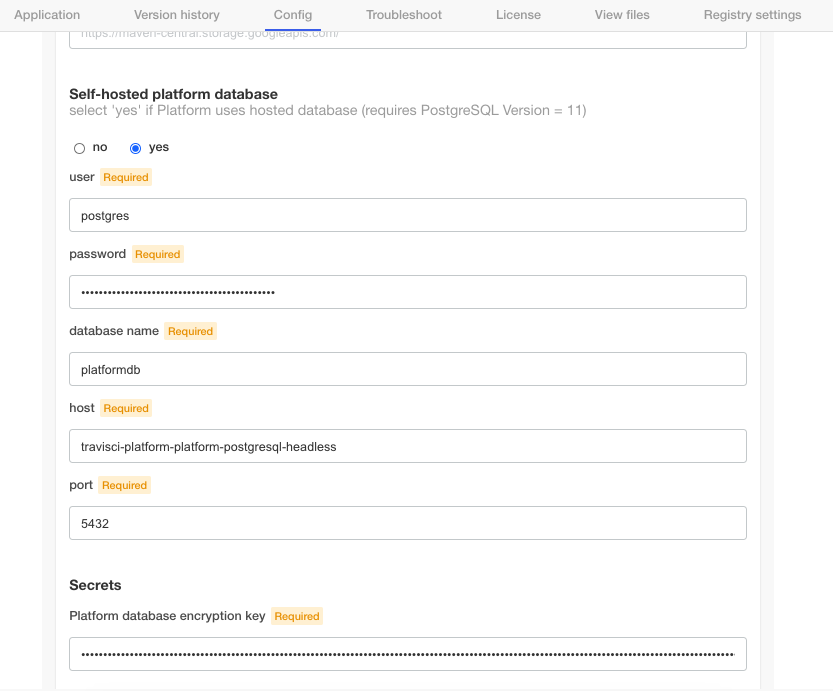 Application Version history Config Troubleshoot License View files Registry settings
https://maven-central.storage.googleapis.com/
Self-hosted platform database
select 'yes' if Platform uses hosted database (requires PostgreSQL Version = 11)
no yes
user Required
postgres
password Required
database name Required
platformdb
host Required
travisci-platform-platform-postgresql-headless
port Required
5432
Secrets
Platform database encryption key Required